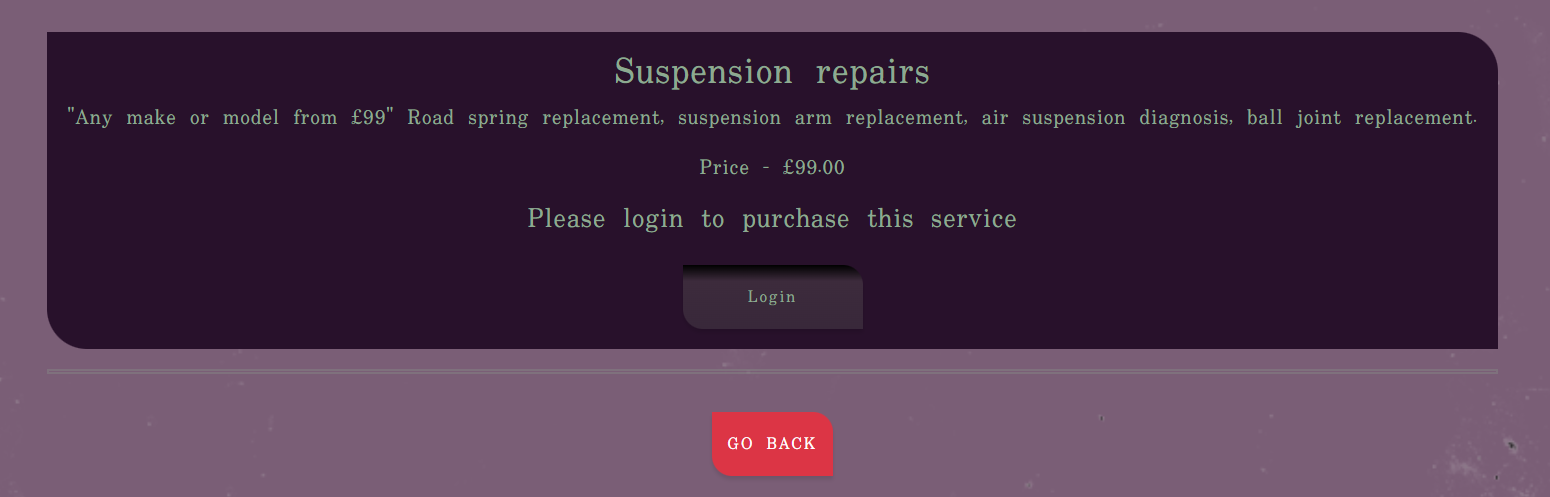 Suspension repairs
"Any make or model from £99" Road spring replacement, suspension arm replacement, air suspension diagnosis, ball joint replacement.
Price - £99.00
Please login to purchase this service
Login
GO BACK